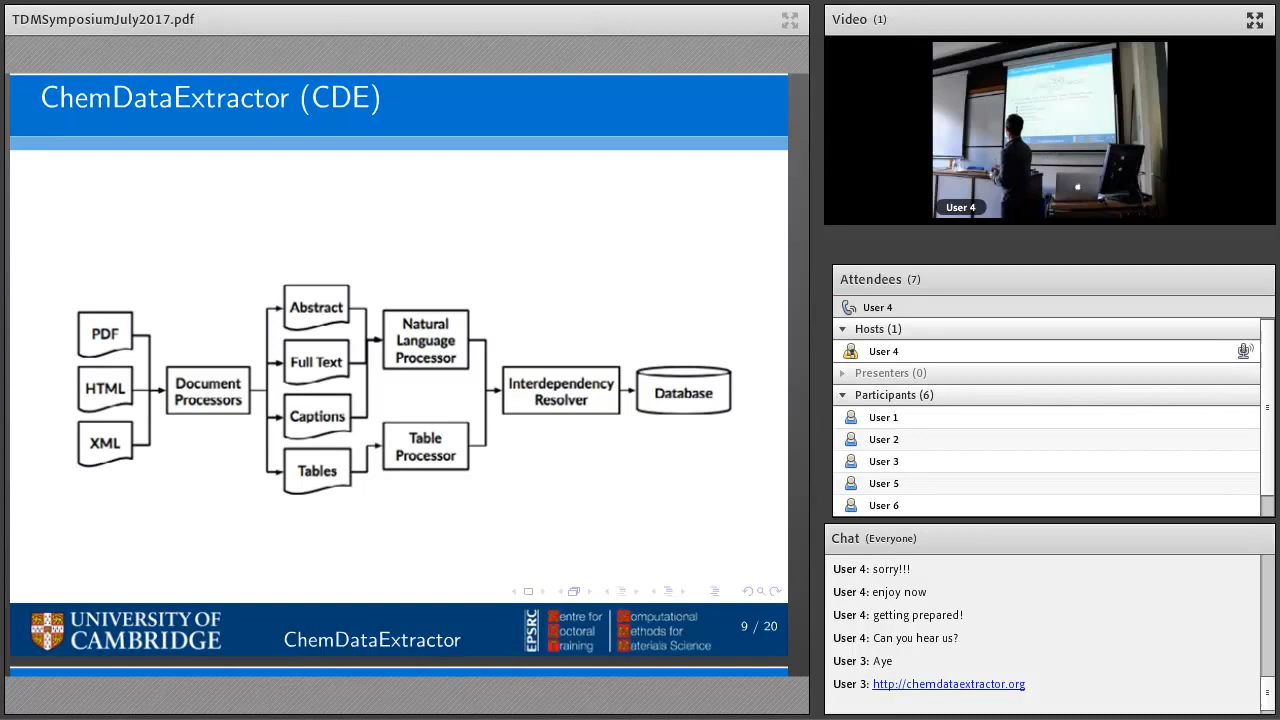 TDMSymposiumJuly2017.pdf
ChemDataExtractor (CDE)
PDF
HTML
XML
Document
Processors
Abstract
Full Text
Captions
Tables
Natural
Language
Processor
Table
Processor
Interdependency
Resolver
Database
UNIVERSITY OF
CAMBRIDGE
ChemDataExtractor
EPSRC
Centre for
Doctoral
Training
Computational
Methods for
Materials Science
9 / 20
Video (1)
User 4
Attendees (7)
User 4
Hosts (1)
User 4
Presenters (0)
Participants (6)
User 1
User 2
User 3
User 5
User 6
Chat (Everyone)
User 4: sorry!!!
User 4: enjoy now
User 4: getting prepared!
User 4: Can you hear us?
User 3: Aye
User 3: http://chemdataextractor.org